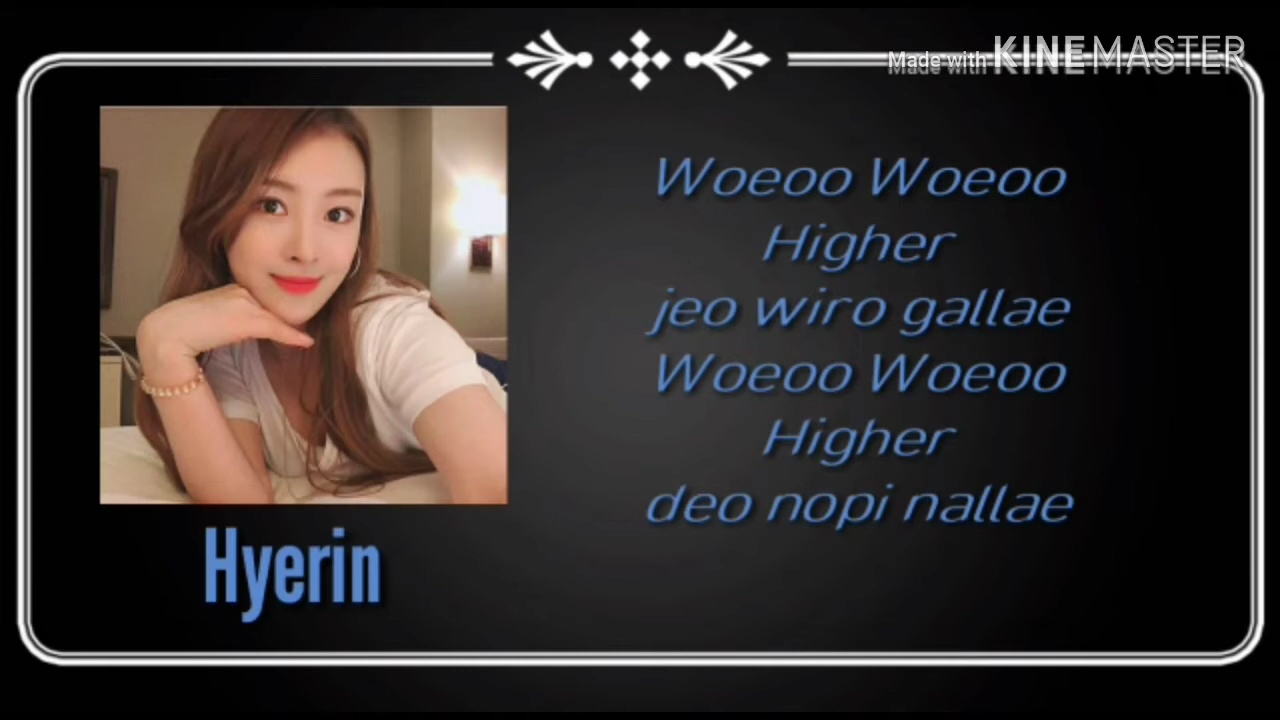 Made with KINEMASTER
Woeoo Woeoo
Higher
jeo wiro gallae
Woeoo Woeoo
Higher
deo nopi nallae
Hyerin